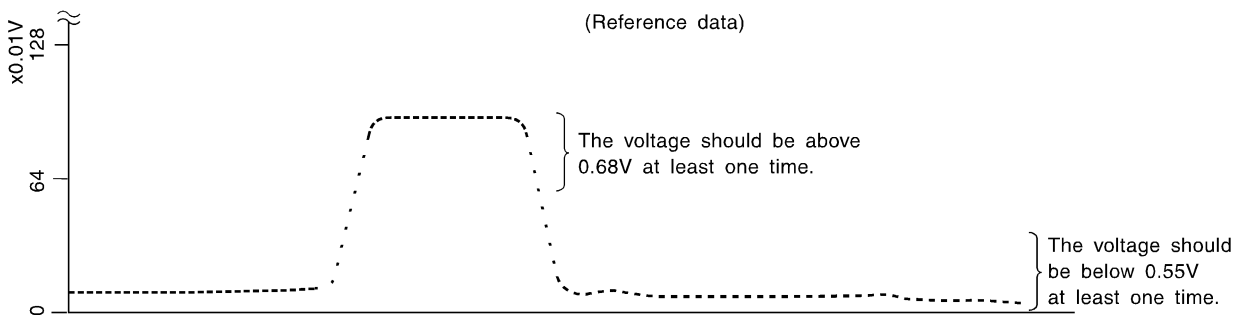 (Reference data)
x0.01V
128
64
0
The voltage should be above
0.68V at least one time.
The voltage should
be below 0.55V
at least one time.